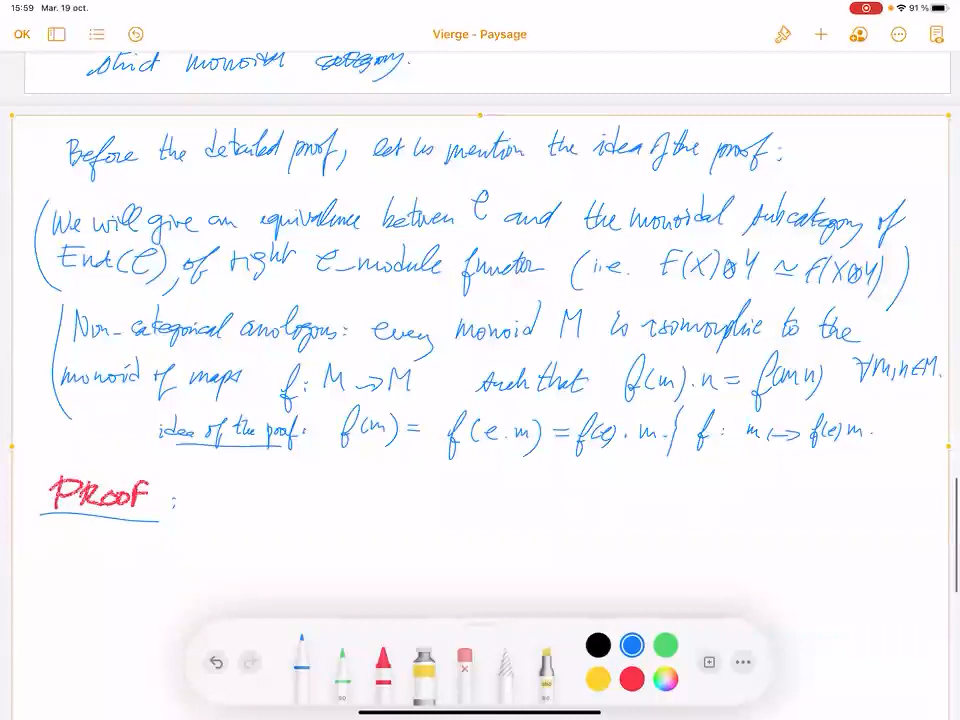 15:59 Mar. 19 oct. 91 %
OK Vierge - Paysage
strict monoidal category.
Before the detailed proof, let us mention the idea of the proof:
(We will give an equivalence between C and the monoidal subcategory of
End(C), of right C-module functor (i.e. F(X)⊗Y ≃ F(X⊗Y))
(Non-categorical analogous: every monoid M is isomorphic to the
monoid of maps f: M → M such that f(m).n = f(mn) ∀m,n∈M.
idea of the proof: f(m) = f(e.m) = f(e).m. / f: m ↦ f(e)m.
PROOF: